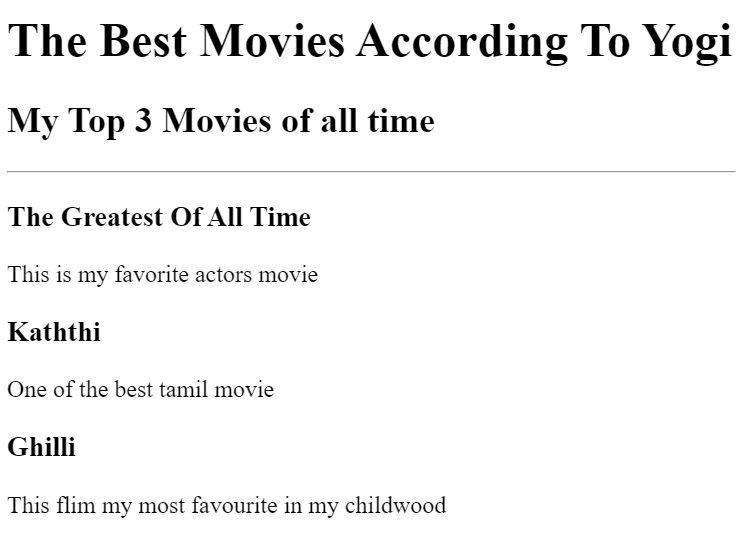 The Best Movies According To Yogi
My Top 3 Movies of all time
The Greatest Of All Time
This is my favorite actors movie
Kaththi
One of the best tamil movie
Ghilli
This flim my most favourite in my childwood